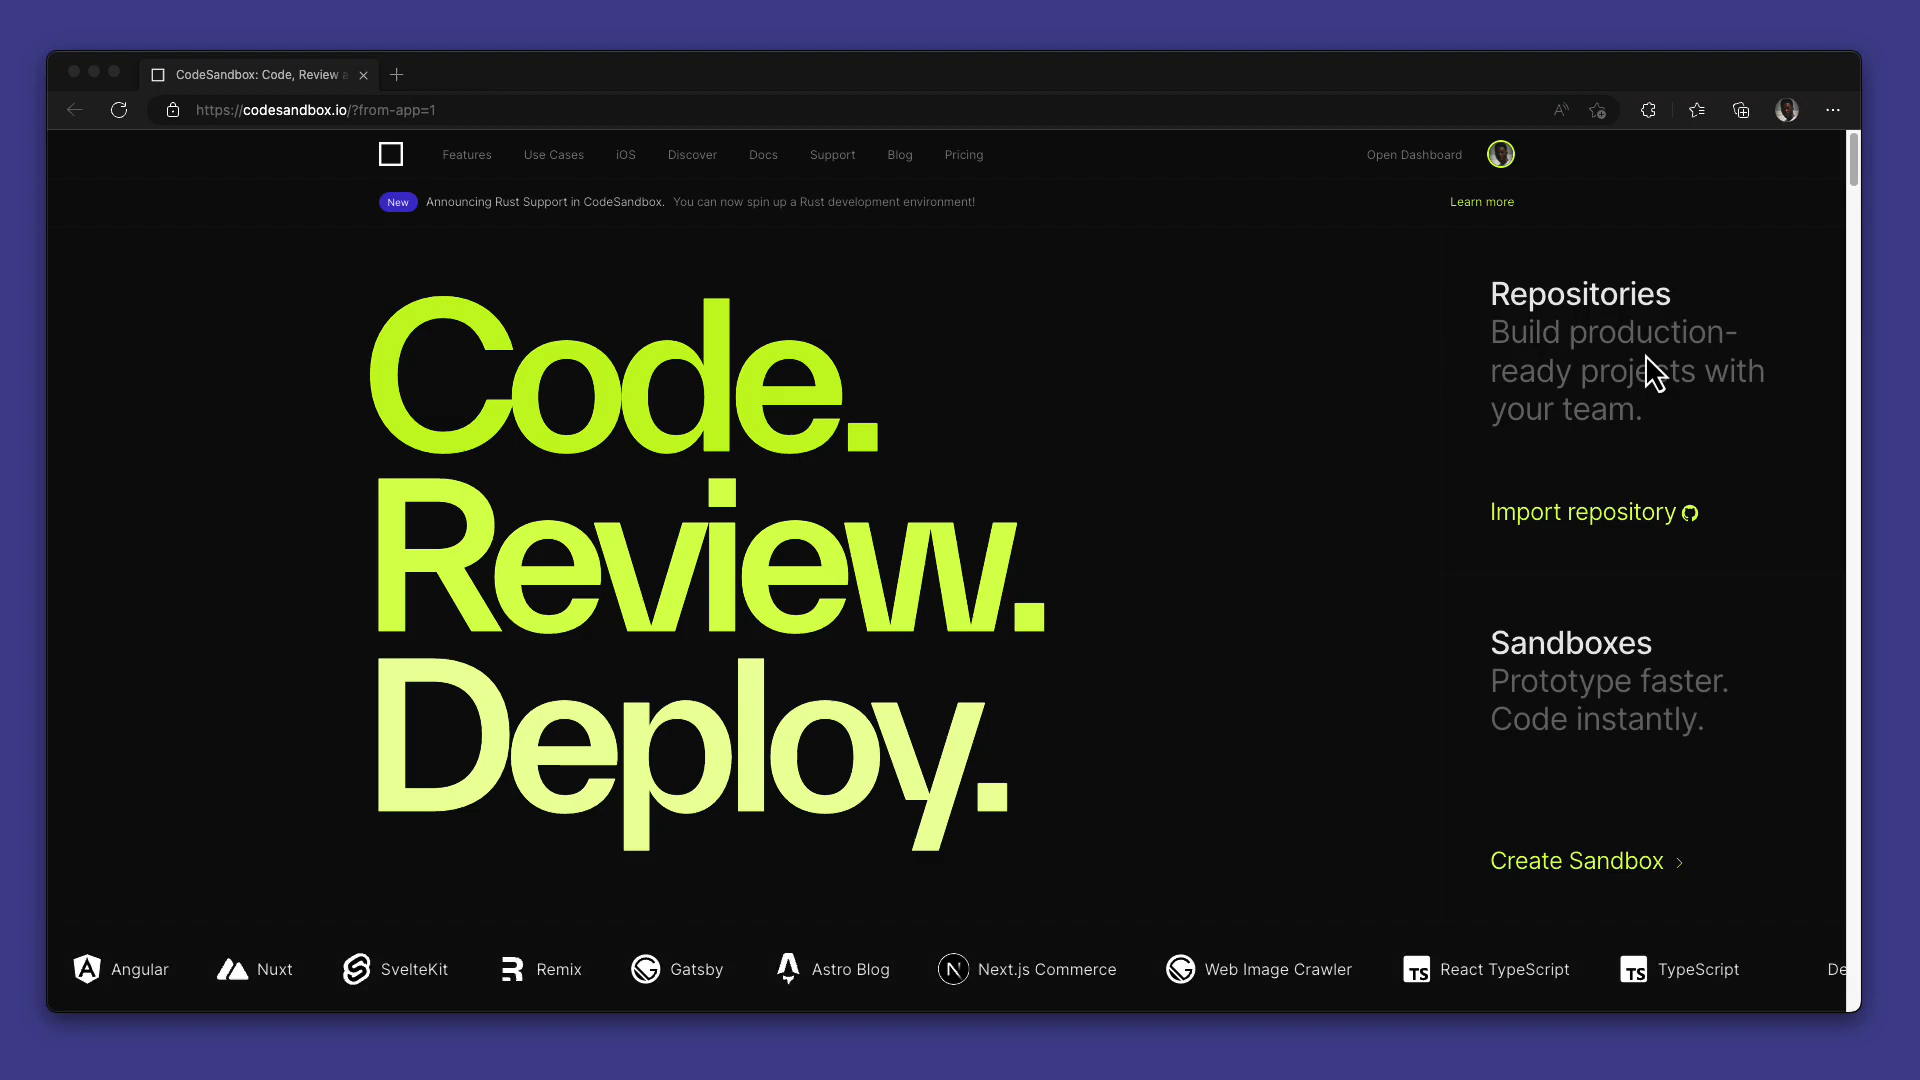 CodeSandbox: Code, Review a
https://codesandbox.io/?from-app=1
Features Use Cases iOS Discover Docs Support Blog Pricing Open Dashboard
New Announcing Rust Support in CodeSandbox. You can now spin up a Rust development environment! Learn more
Code.
Review.
Deploy.
Repositories
Build production-
ready projects with
your team.
Import repository
Sandboxes
Prototype faster.
Code instantly.
Create Sandbox
Angular Nuxt SvelteKit Remix Gatsby Astro Blog Next.js Commerce Web Image Crawler TS React TypeScript TS TypeScript De